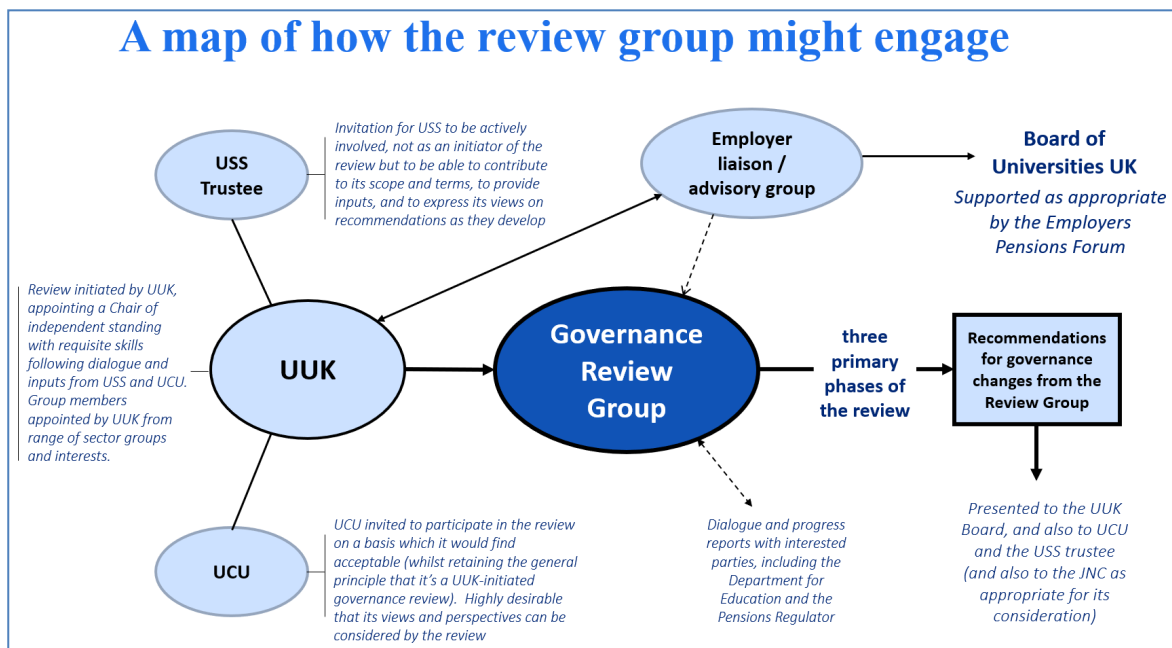 A map of how the review group might engage
USS
Trustee
Invitation for USS to be actively
involved, not as an initiator of the
review but to be able to contribute
to its scope and terms, to provide
inputs, and to express its views on
recommendations as they develop
Employer
liaison /
advisory group
Board of
Universities UK
Supported as appropriate
by the Employers
Pensions Forum
Review initiated by UUK,
appointing a Chair of
independent standing
with requisite skills
following dialogue and
inputs from USS and UCU.
Group members
appointed by UUK from
range of sector groups
and interests.
UUK
Governance
Review
Group
three
primary
phases of
the review
Recommendations
for governance
changes from the
Review Group
UCU
UCU invited to participate in the review
on a basis which it would find
acceptable (whilst retaining the general
principle that it's a UUK-initiated
governance review).  Highly desirable
that its views and perspectives can be
considered by the review
Dialogue and progress
reports with interested
parties, including the
Department for
Education and the
Pensions Regulator
Presented to the UUK
Board, and also to UCU
and the USS trustee
(and also to the JNC as
appropriate for its
consideration)